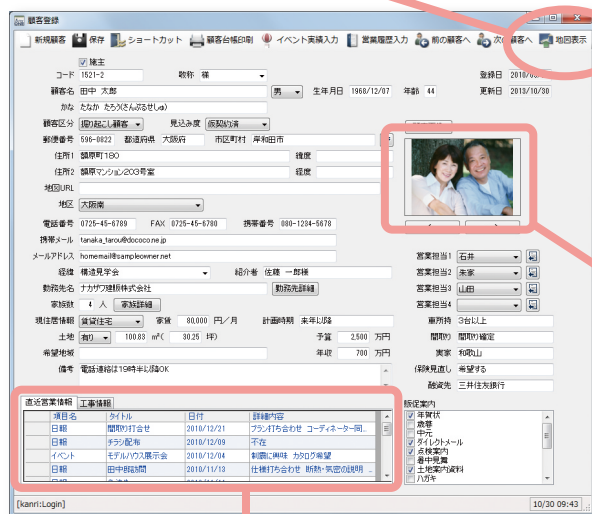 顧客登録
新規顧客 保存 ショートカット 顧客台帳印刷 イベント実績入力 営業履歴入力 前の顧客へ 次の顧客へ 地図表示
施主
コード 1521-2 敬称 様 登録日
顧客名 田中 太郎 男 生年月日 1968/12/07 年齢 44 更新日 2013/10/30
かな たなか たろう(さんぷるせしゅ)
顧客区分 掘り起こし顧客 見込み度 仮契約済
郵便番号 596-0822 都道府県 大阪府 市区町村 岸和田市
住所1 額原町180 緯度
住所2 額原マンション203号室 経度
地図URL
地区 大阪南
電話番号 0725-45-6789 FAX 0725-45-6780 携帯番号 080-1234-5678
携帯メール tanaka_tarou@dococo.ne.jp
メールアドレス homemail@sampleowner.net
営業担当1 石井
経緯 構造見学会 紹介者 佐藤 一郎様 営業担当2 朱家
勤務先名 ナカザワ建販株式会社 勤務先詳細 営業担当3 山田
家族数 4 人 家族詳細 営業担当4
現住居情報 賃貸住宅 家賃 80,000 円/月 計画時期 来年以降 車所持 3台以上
土地 有り 100.83 m²( 30.25 坪) 予算 2,500 万円 間取り 間取り確定
希望地域 年収 700 万円 実家 和歌山
備考 電話連絡は19時半以降OK 保険見直し 希望する
融資先 三井住友銀行
直近営業情報 工事情報 販促案内
項目名 タイトル 日付 詳細内容
日報 間取り打合せ 2010/12/21 プラン打ち合わせ コーディネーター同..
日報 チラシ配布 2010/12/09 不在
イベント モデルハウス展示会 2010/12/04 制震に興味 カタログ希望
日報 田中邸訪問 2010/11/13 仕様打ち合わせ 断熱・気密の説明 ..
年賀状
歳暮
中元
ダイレクトメール
点検案内
暑中見舞
土地案内資料
ハガキ
[kanri:Login] 10/30 09:43